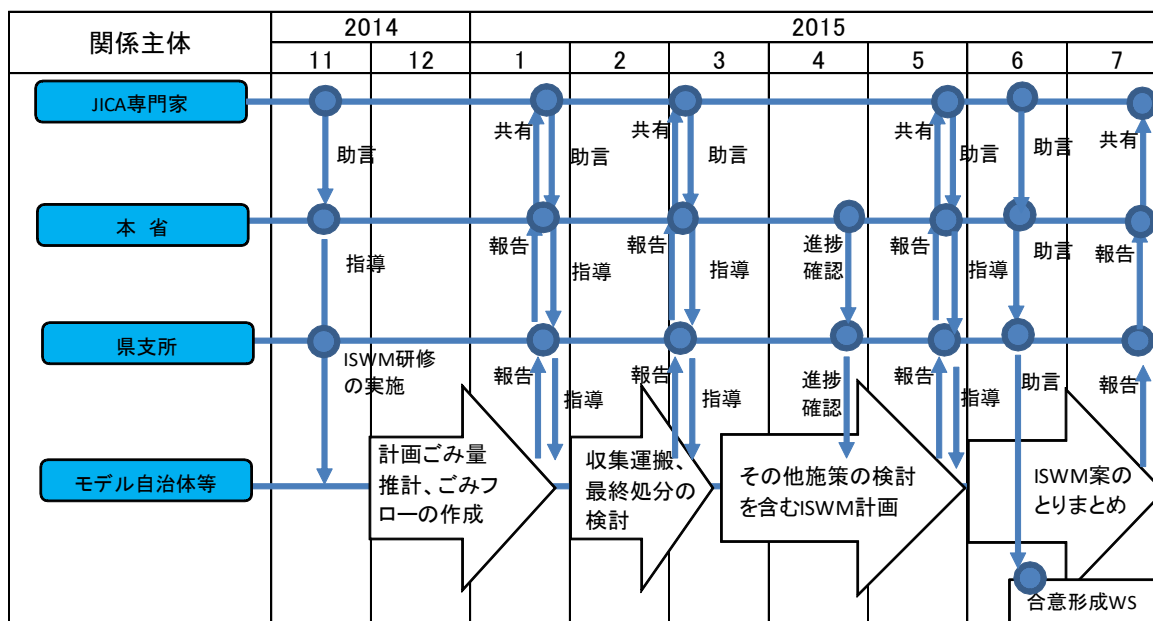 関係主体
2014
2015
11
12
1
2
3
4
5
6
7
JICA専門家
共有
助言
助言
共有
助言
共有
助言
助言
共有
本 省
指導
報告
指導
報告
指導
進捗
確認
報告
指導
助言
報告
県支所
ISWM研修
の実施
報告
指導
報告
指導
進捗
確認
報告
指導
助言
報告
モデル自治体等
計画ごみ量
推計、ごみフ
ローの作成
収集運搬、
最終処分の
検討
その他施策の検討
を含むISWM計画
ISWM案の
とりまとめ
合意形成WS